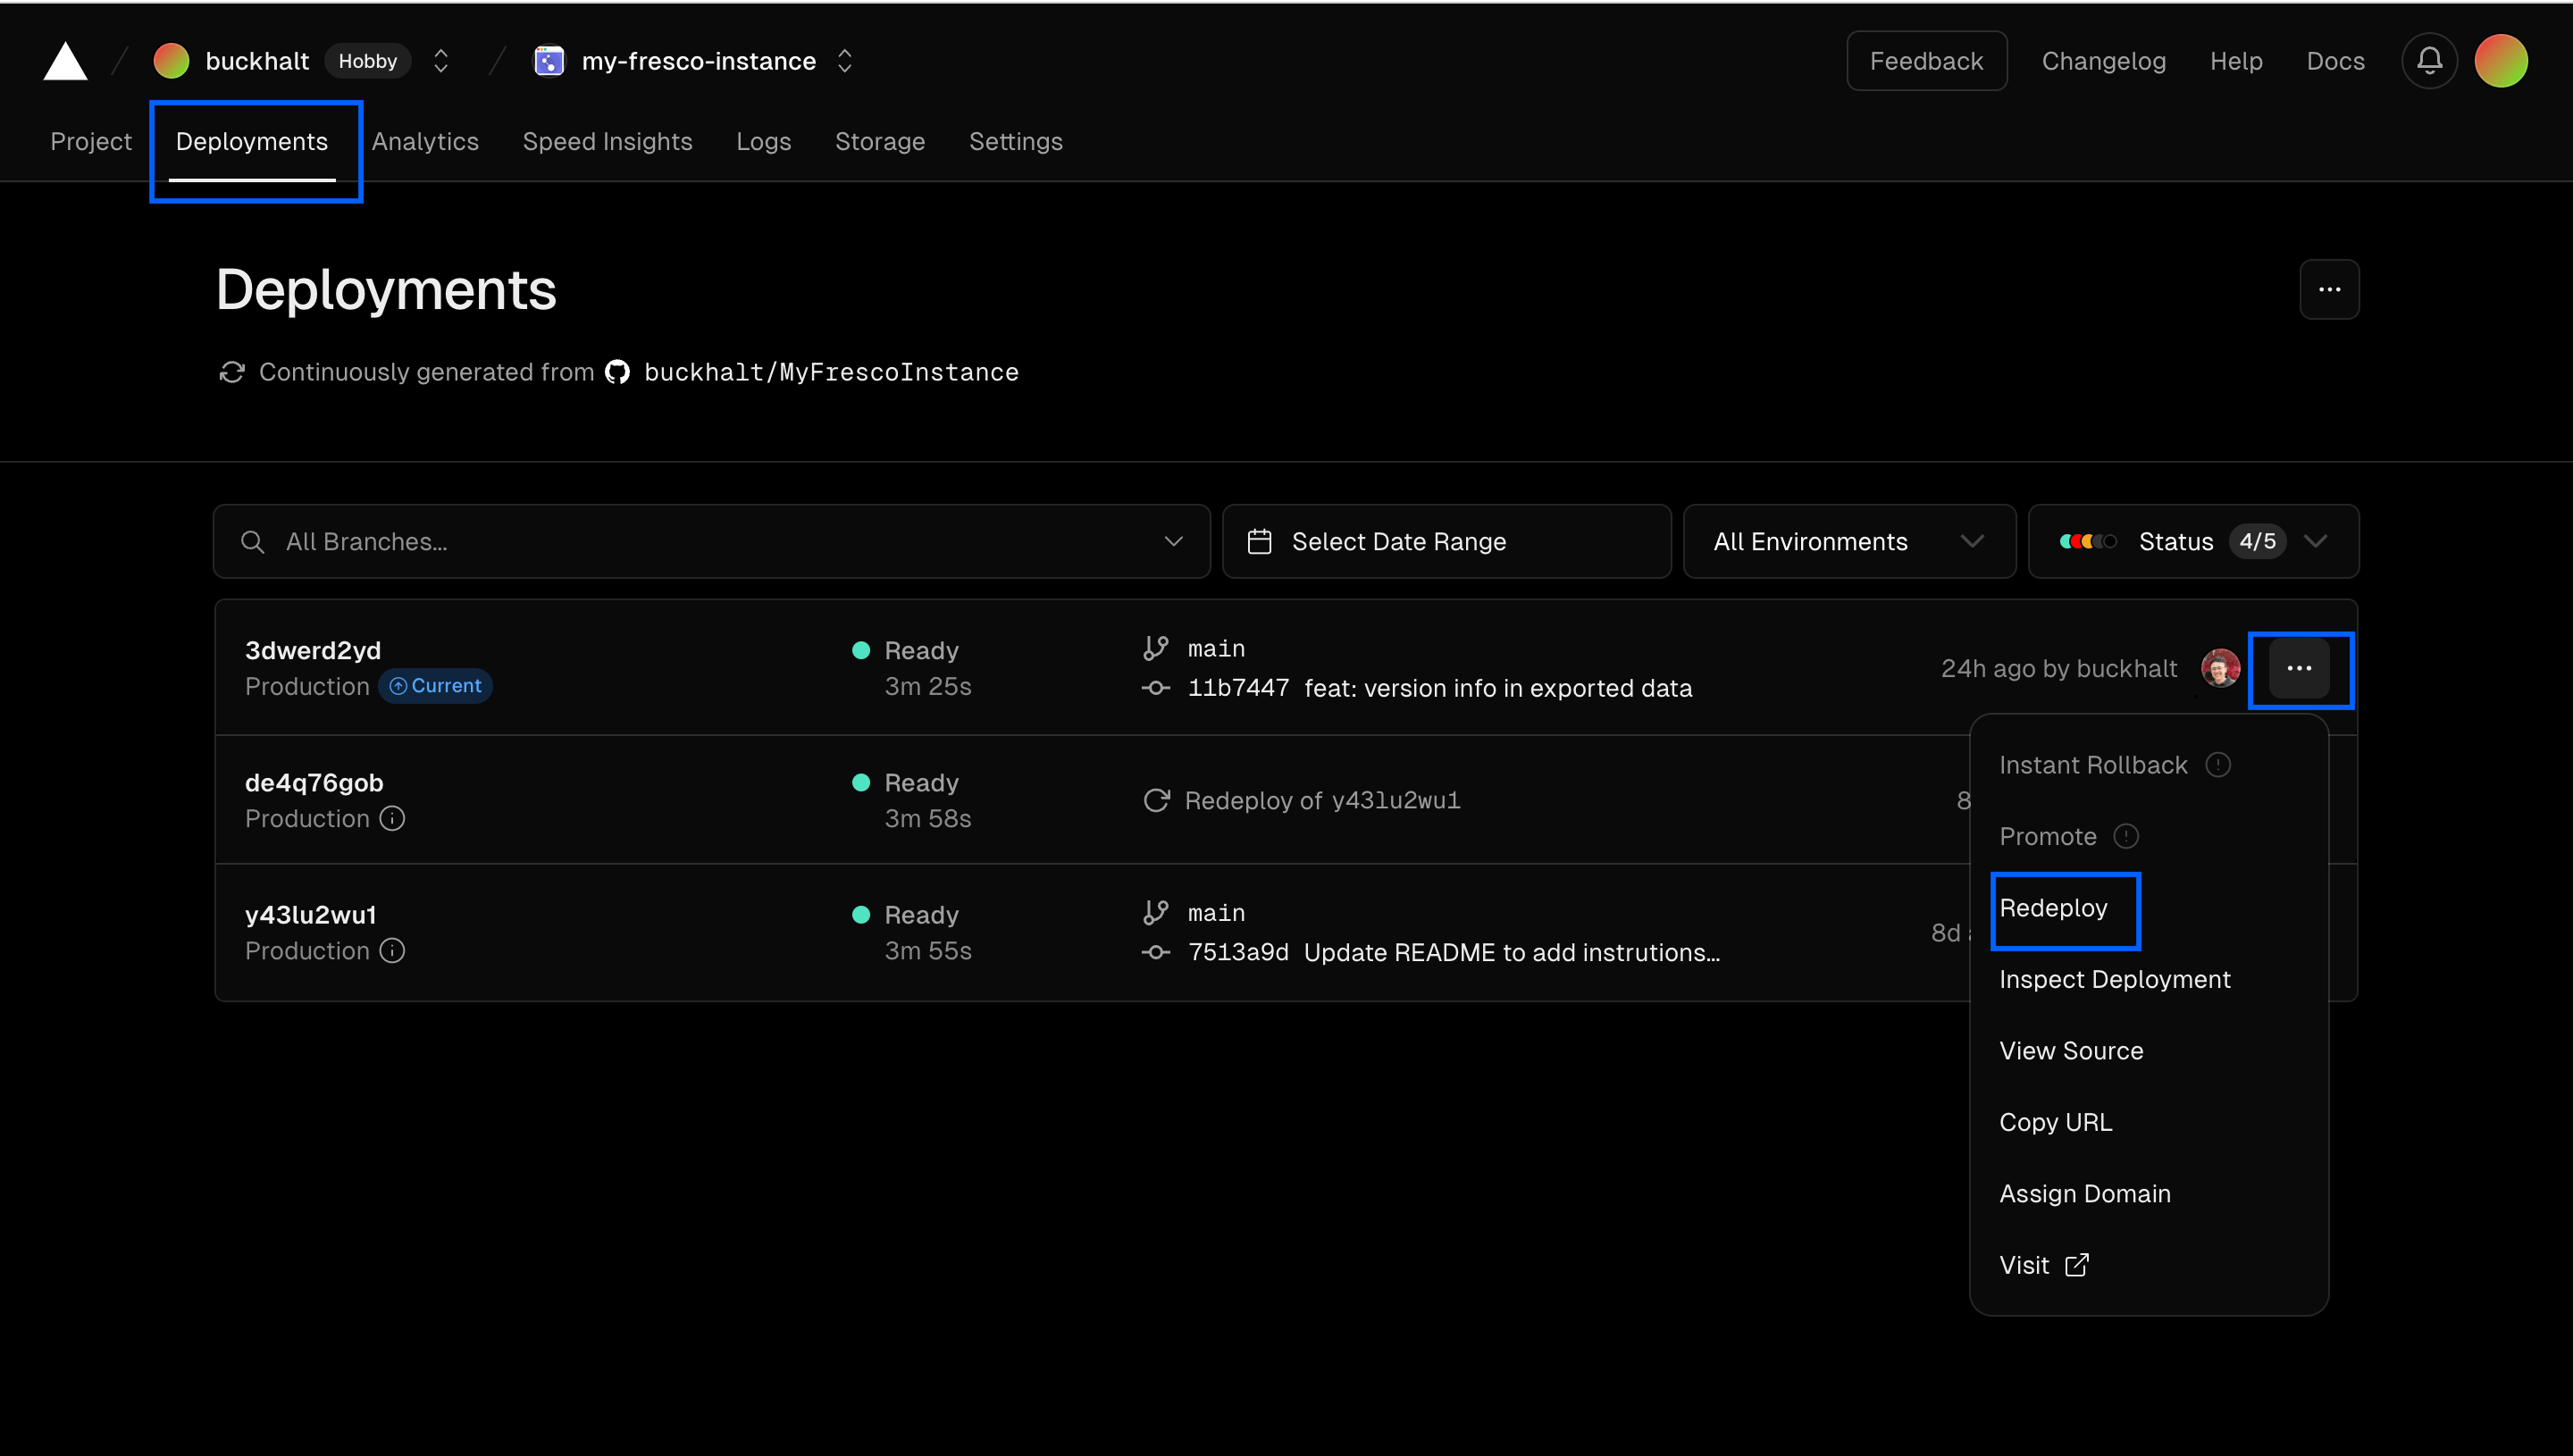 buckhalt Hobby my-fresco-instance Feedback Changelog Help Docs
Project Deployments Analytics Speed Insights Logs Storage Settings
Deployments
Continuously generated from buckhalt/MyFrescoInstance
All Branches... Select Date Range All Environments Status 4/5
3dwerd2yd Ready main
Production Current 3m 25s 11b7447 feat: version info in exported data 24h ago by buckhalt
de4q76gob Ready
Production 3m 58s Redeploy of y43lu2wu1 8
y43lu2wu1 Ready main
Production 3m 55s 7513a9d Update README to add instrutions... 8d
Instant Rollback
Promote
Redeploy
Inspect Deployment
View Source
Copy URL
Assign Domain
Visit